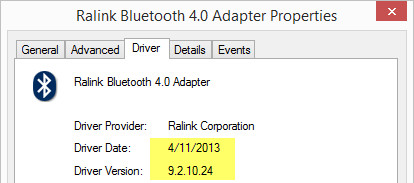 Ralink Bluetooth 4.0 Adapter Properties
General Advanced Driver Details Events
Ralink Bluetooth 4.0 Adapter
Driver Provider: Ralink Corporation
Driver Date: 4/11/2013
Driver Version: 9.2.10.24